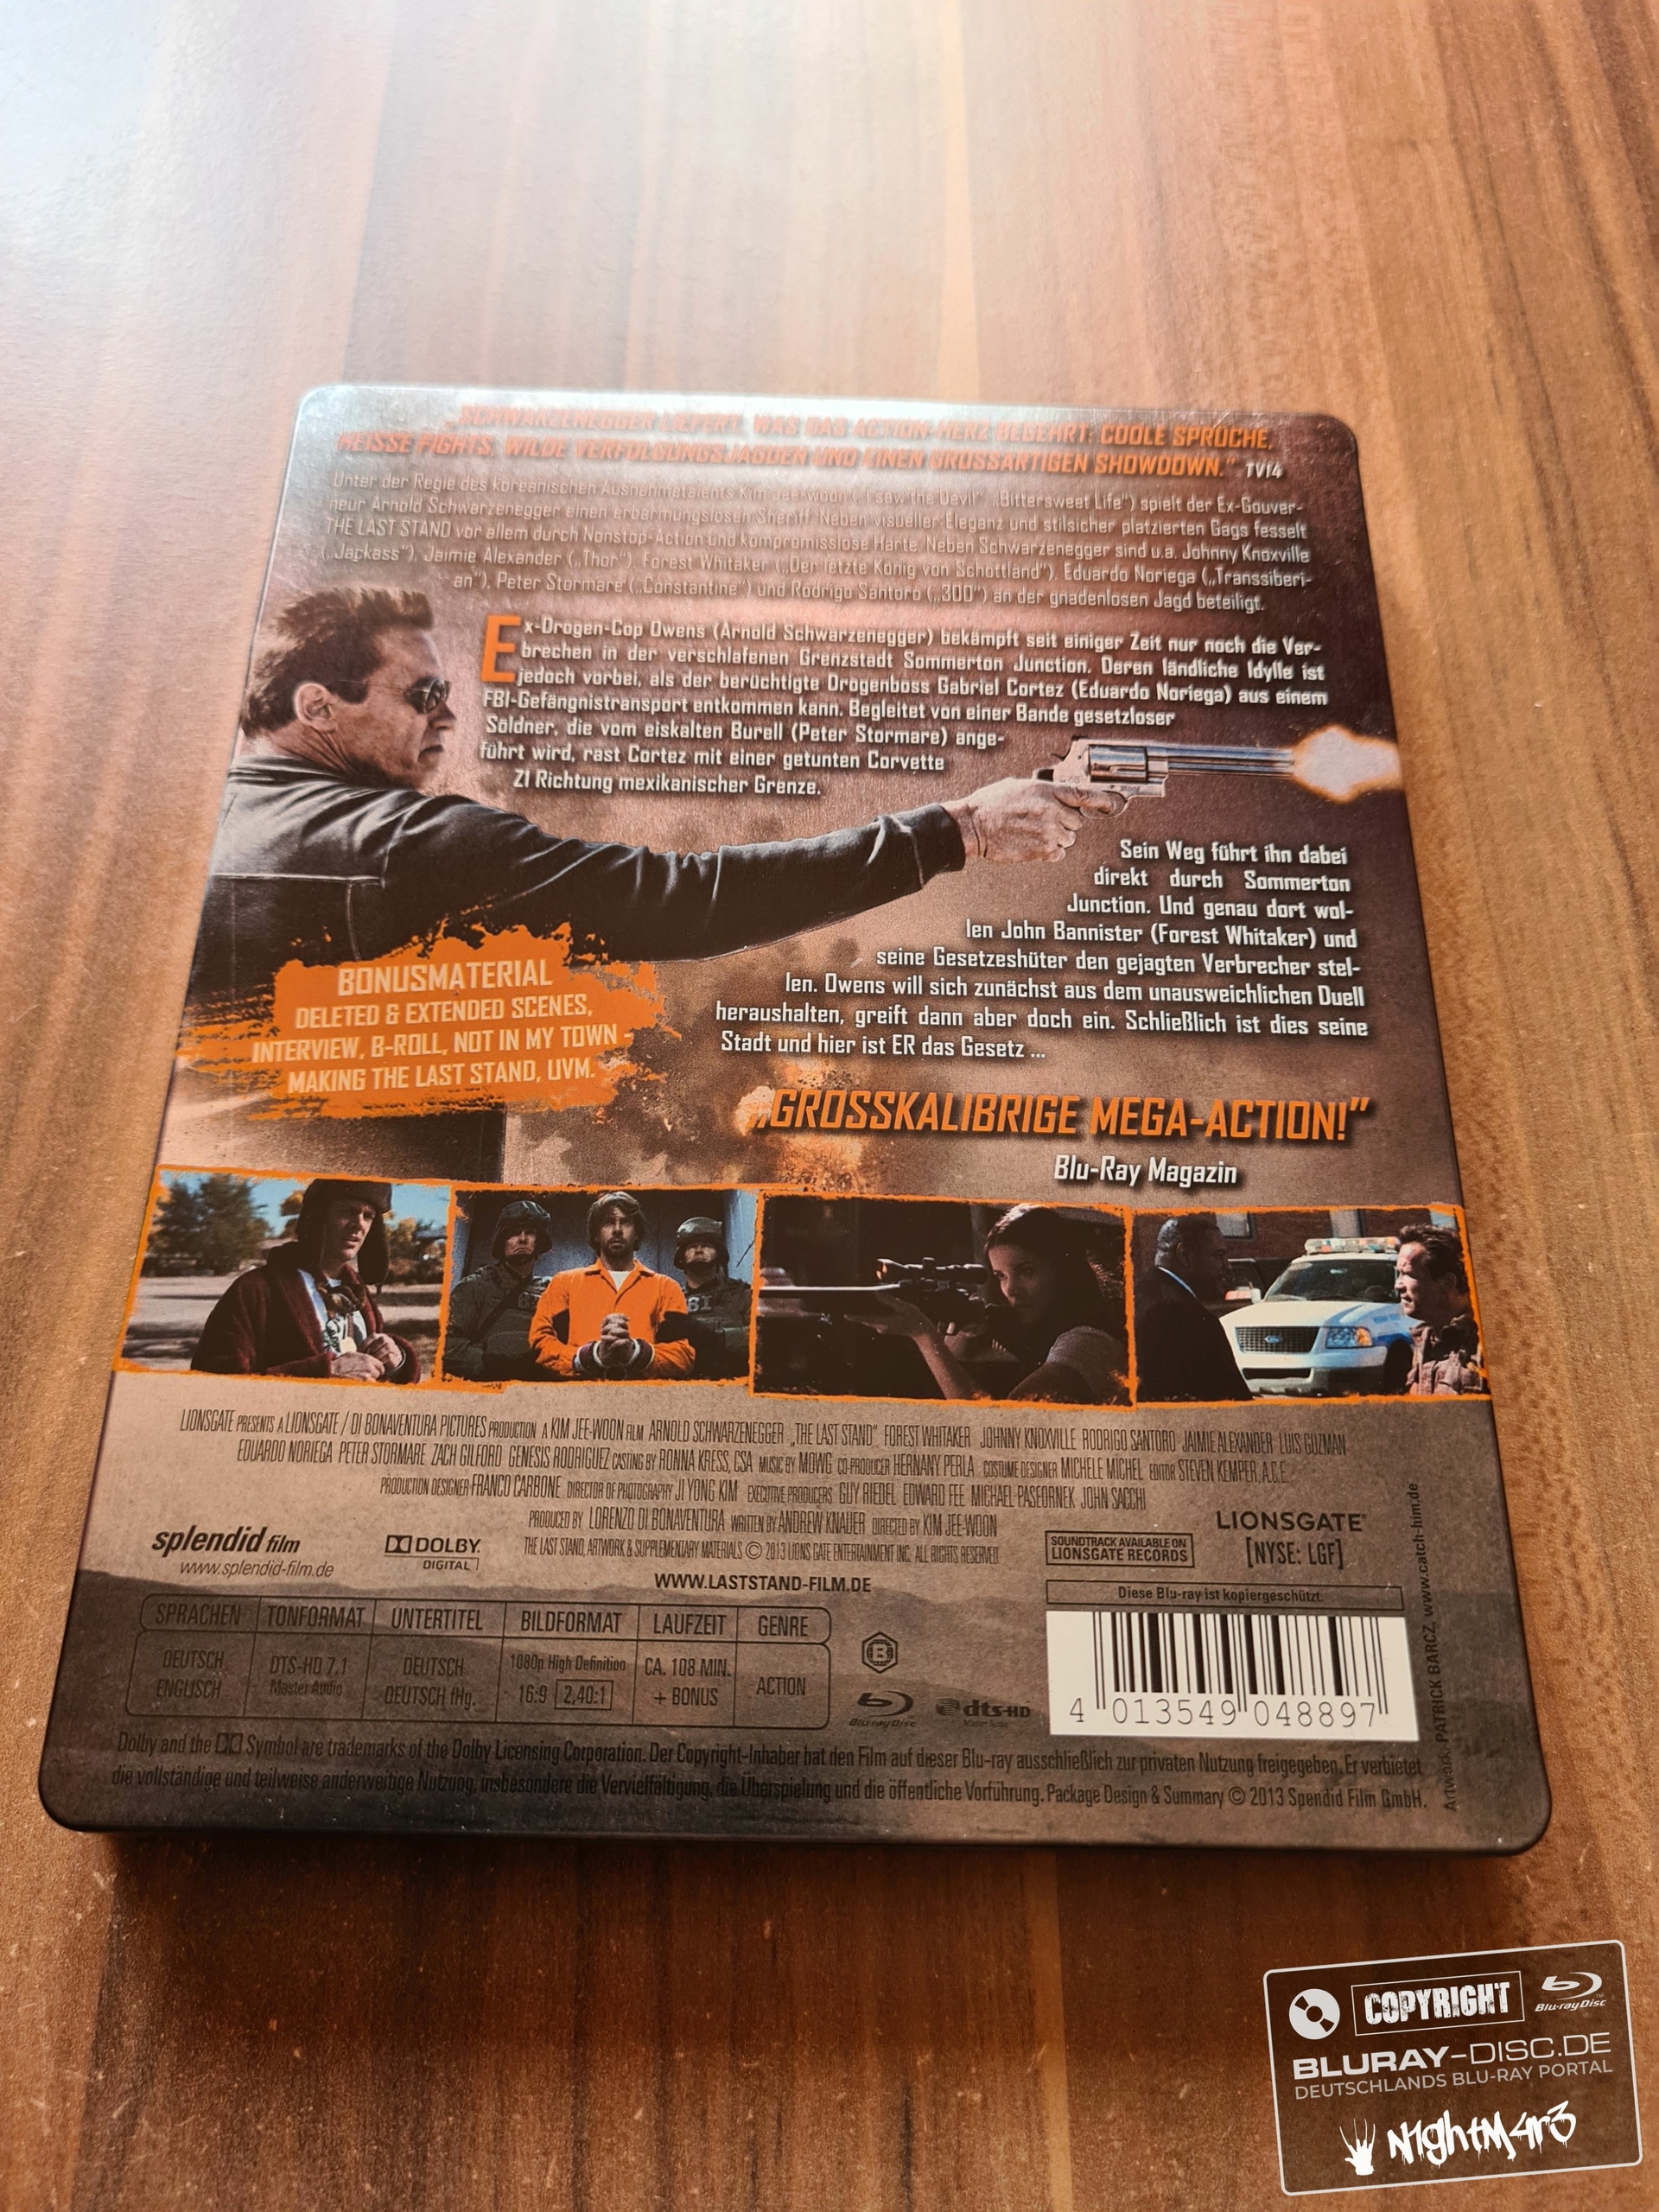 „SCHWARZENEGGER LIEFERT, WAS DAS ACTION-HERZ BEGEHRT: COOLE SPRÜCHE,
HEISSE FIGHTS, WILDE VERFOLGUNGSJAGDEN UND EINEN GROSSARTIGEN SHOWDOWN.” TV14
Unter der Regie des koreanischen Ausnahmetalents Kim Jee-woon („I saw the Devil“, „Bittersweet Life“) spielt der Ex-Gouver-
neur Arnold Schwarzenegger einen erbarmungslosen Sheriff. Neben visueller Eleganz und stilsicher platzierten Gags fesselt
THE LAST STAND vor allem durch Nonstop-Action und kompromisslose Härte. Neben Schwarzenegger sind u.a. Johnny Knoxville
(„Jackass“), Jaimie Alexander („Thor“), Forest Whitaker („Der letzte König von Schottland“), Eduardo Noriega („Transsiberi-
an“), Peter Stormare („Constantine“) und Rodrigo Santoro („300“) an der gnadenlosen Jagd beteiligt.
Ex-Drogen-Cop Owens (Arnold Schwarzenegger) bekämpft seit einiger Zeit nur noch die Ver-
brechen in der verschlafenen Grenzstadt Sommerton Junction. Deren ländliche Idylle ist
jedoch vorbei, als der berüchtigte Drogenboss Gabriel Cortez (Eduardo Noriega) aus einem
FBI-Gefängnistransport entkommen kann. Begleitet von einer Bande gesetzloser
Söldner, die vom eiskalten Burell (Peter Stormare) ange-
führt wird, rast Cortez mit einer getunten Corvette
Z1 Richtung mexikanischer Grenze.
Sein Weg führt ihn dabei
direkt durch Sommerton
Junction. Und genau dort wol-
len John Bannister (Forest Whitaker) und
seine Gesetzeshüter den gejagten Verbrecher stel-
len. Owens will sich zunächst aus dem unausweichlichen Duell
heraushalten, greift dann aber doch ein. Schließlich ist dies seine
Stadt und hier ist ER das Gesetz ...
BONUSMATERIAL
DELETED & EXTENDED SCENES,
INTERVIEW, B-ROLL, NOT IN MY TOWN -
MAKING THE LAST STAND, UVM.
„GROSSKALIBRIGE MEGA-ACTION!”
Blu-Ray Magazin
LIONSGATE PRESENTS A LIONSGATE / DI BONAVENTURA PICTURES PRODUCTION A KIM JEE-WOON FILM ARNOLD SCHWARZENEGGER „THE LAST STAND“ FOREST WHITAKER JOHNNY KNOXVILLE RODRIGO SANTORO JAIMIE ALEXANDER LUIS GUZMAN
EDUARDO NORIEGA PETER STORMARE ZACH GILFORD GENESIS RODRIGUEZ CASTING BY RONNA KRESS, CSA MUSIC BY MOWG CO-PRODUCER HERNANY PERLA COSTUME DESIGNER MICHELE MICHEL EDITOR STEVEN KEMPER, A.C.E.
PRODUCTION DESIGNER FRANCO CARBONE DIRECTOR OF PHOTOGRAPHY JI YONG KIM EXECUTIVE PRODUCERS GUY RIEDEL EDWARD FEE MICHAEL PASEORNEK JOHN SACCHI
PRODUCED BY LORENZO DI BONAVENTURA WRITTEN BY ANDREW KNAUER DIRECTED BY KIM JEE-WOON
THE LAST STAND, ARTWORK & SUPPLEMENTARY MATERIALS © 2013 LIONS GATE ENTERTAINMENT INC. ALL RIGHTS RESERVED.
splendid film
www.splendid-film.de
DOLBY
DIGITAL
WWW.LASTSTAND-FILM.DE
SOUNDTRACK AVAILABLE ON
LIONSGATE RECORDS
LIONSGATE
[NYSE: LGF]
Diese Blu-ray ist kopiergeschützt.
SPRACHEN TONFORMAT UNTERTITEL BILDFORMAT LAUFZEIT GENRE
DEUTSCH DTS-HD 7.1 DEUTSCH 1080p High Definition CA. 108 MIN. ACTION
ENGLISCH Master Audio DEUTSCH fHg. 16:9 2,40:1 + BONUS
B
Blu-ray Disc
dts-HD
Master Audio
4 013549 048897
Artwork: PATRICK BARCZ, www.catch-him.de
Dolby and the Symbol are trademarks of the Dolby Licensing Corporation. Der Copyright-Inhaber hat den Film auf dieser Blu-ray ausschließlich zur privaten Nutzung freigegeben. Er verbietet
die vollständige und teilweise anderweitige Nutzung, insbesondere die Vervielfältigung, die Überspielung und die öffentliche Vorführung. Package Design & Summary © 2013 Spendid Film GmbH.
COPYRIGHT
Blu-ray Disc
BLURAY-DISC.DE
DEUTSCHLANDS BLU-RAY PORTAL
N1ghtM4r3